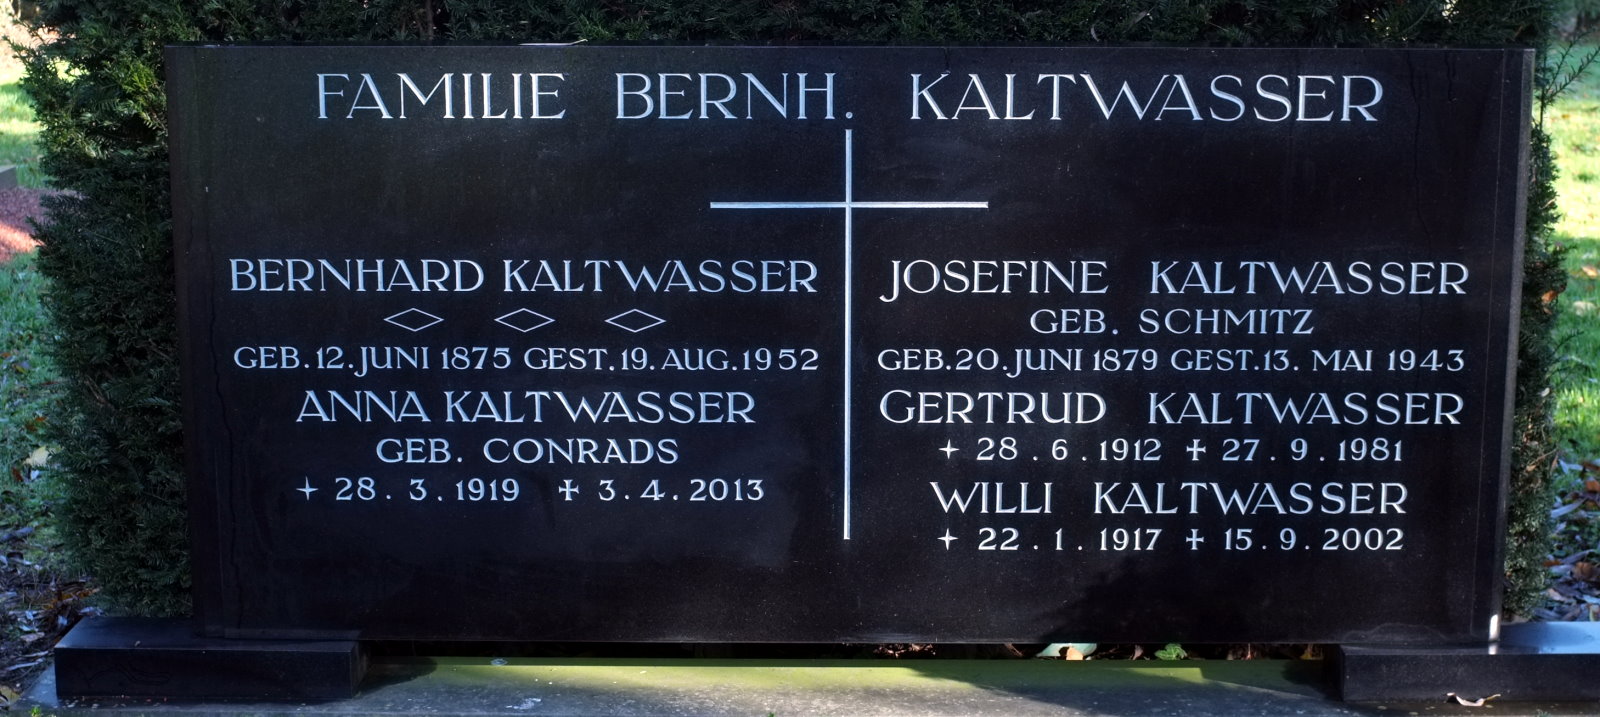 FAMILIE BERNH. KALTWASSER
BERNHARD KALTWASSER
GEB. 12. JUNI 1875 GEST. 19. AUG. 1952
ANNA KALTWASSER
GEB. CONRADS
28. 3. 1919 3. 4. 2013
JOSEFINE KALTWASSER
GEB. SCHMITZ
GEB. 20. JUNI 1879 GEST. 13. MAI 1943
GERTRUD KALTWASSER
28. 6. 1912 27. 9. 1981
WILLI KALTWASSER
22. 1. 1917 15. 9. 2002